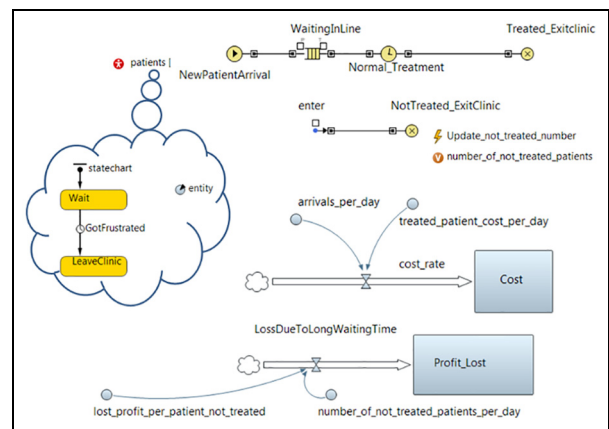 WaitingInLine
Treated_Exitclinic
patients |
NewPatientArrival
Normal_Treatment
enter
NotTreated_ExitClinic
Update_not_treated_number
number_of_not_treated_patients
statechart
Wait
entity
GotFrustrated
LeaveClinic
arrivals_per_day
treated_patient_cost_per_day
cost_rate
Cost
LossDueToLongWaitingTime
Profit_Lost
lost_profit_per_patient_not_treated
number_of_not_treated_patients_per_day